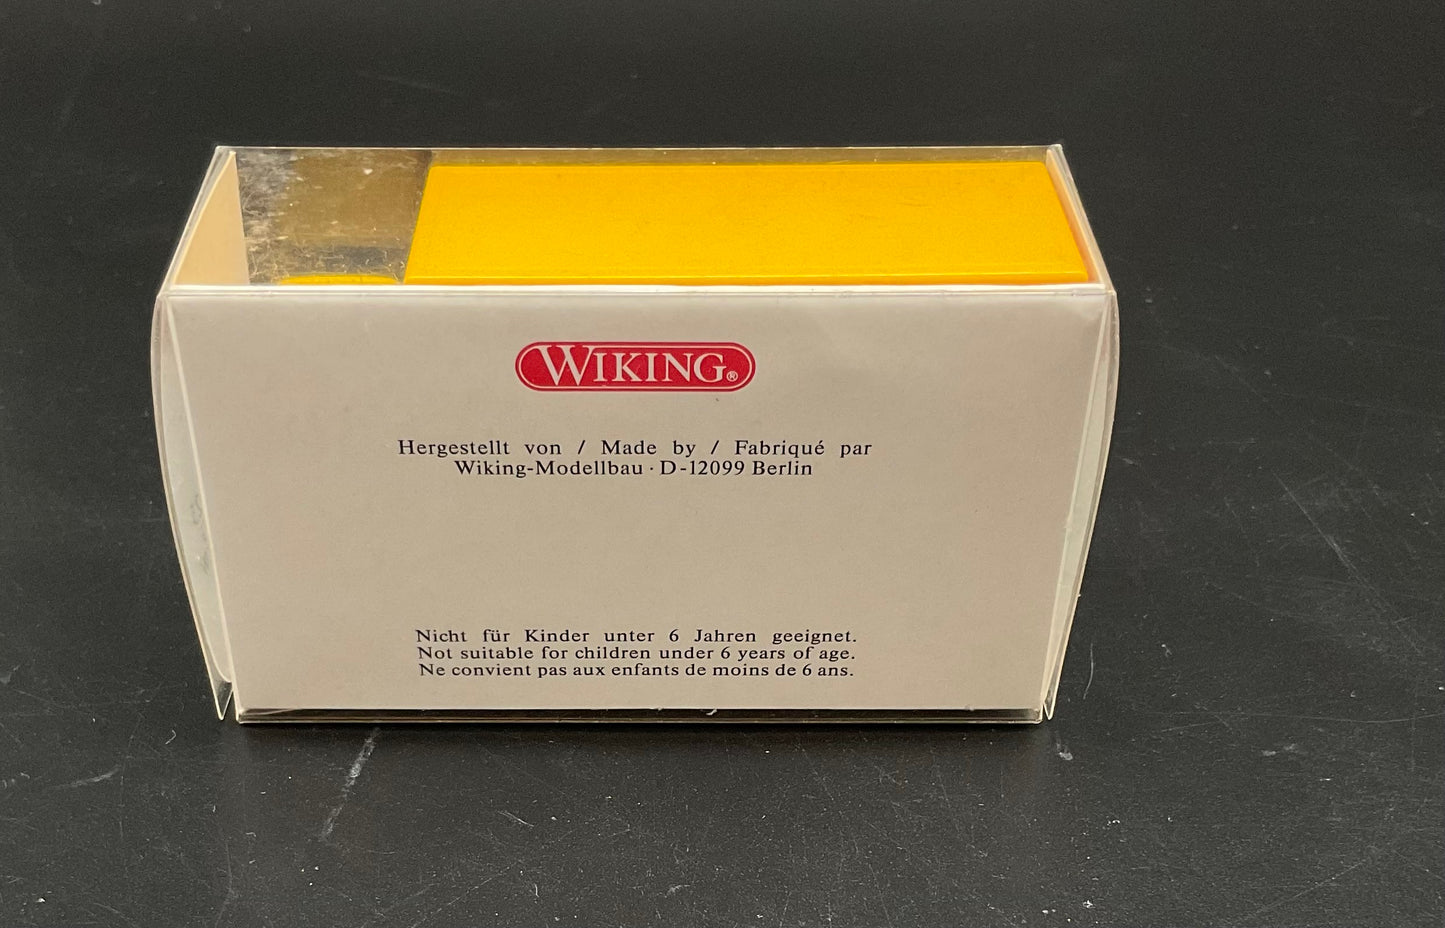 WIKING®
Hergestellt von / Made by / Fabriqué par
Wiking-Modellbau · D-12099 Berlin
Nicht für Kinder unter 6 Jahren geeignet.
Not suitable for children under 6 years of age.
Ne convient pas aux enfants de moins de 6 ans.